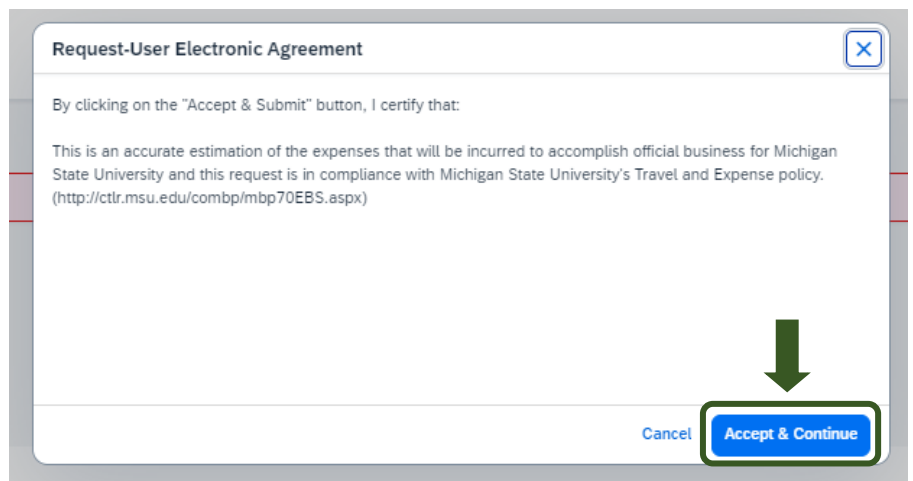 Request-User Electronic Agreement
By clicking on the "Accept & Submit" button, I certify that:
This is an accurate estimation of the expenses that will be incurred to accomplish official business for Michigan
State University and this request is in compliance with Michigan State University's Travel and Expense policy.
(http://ctlr.msu.edu/combp/mbp70EBS.aspx)
Cancel Accept & Continue